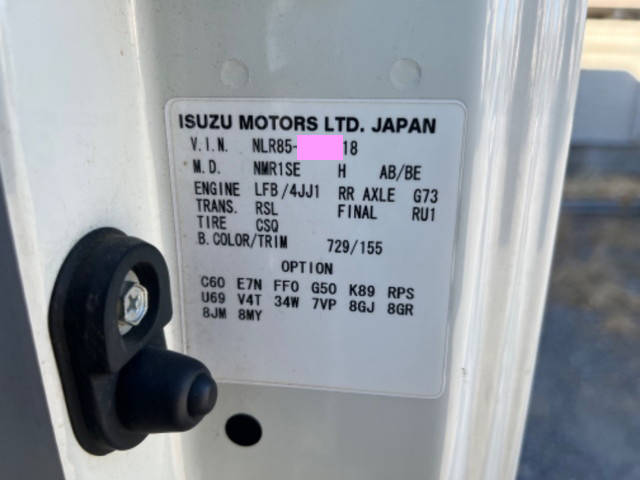 ISUZU MOTORS LTD. JAPAN
V.I.N. NLR85- 18
M.D. NMR1SE H AB/BE
ENGINE LFB/4JJ1 RR AXLE G73
TRANS. RSL FINAL RU1
TIRE CSQ
B.COLOR/TRIM 729/155
OPTION
C60 E7N FF0 G50 K89 RPS
U69 V4T 34W 7VP 8GJ 8GR
8JM 8MY